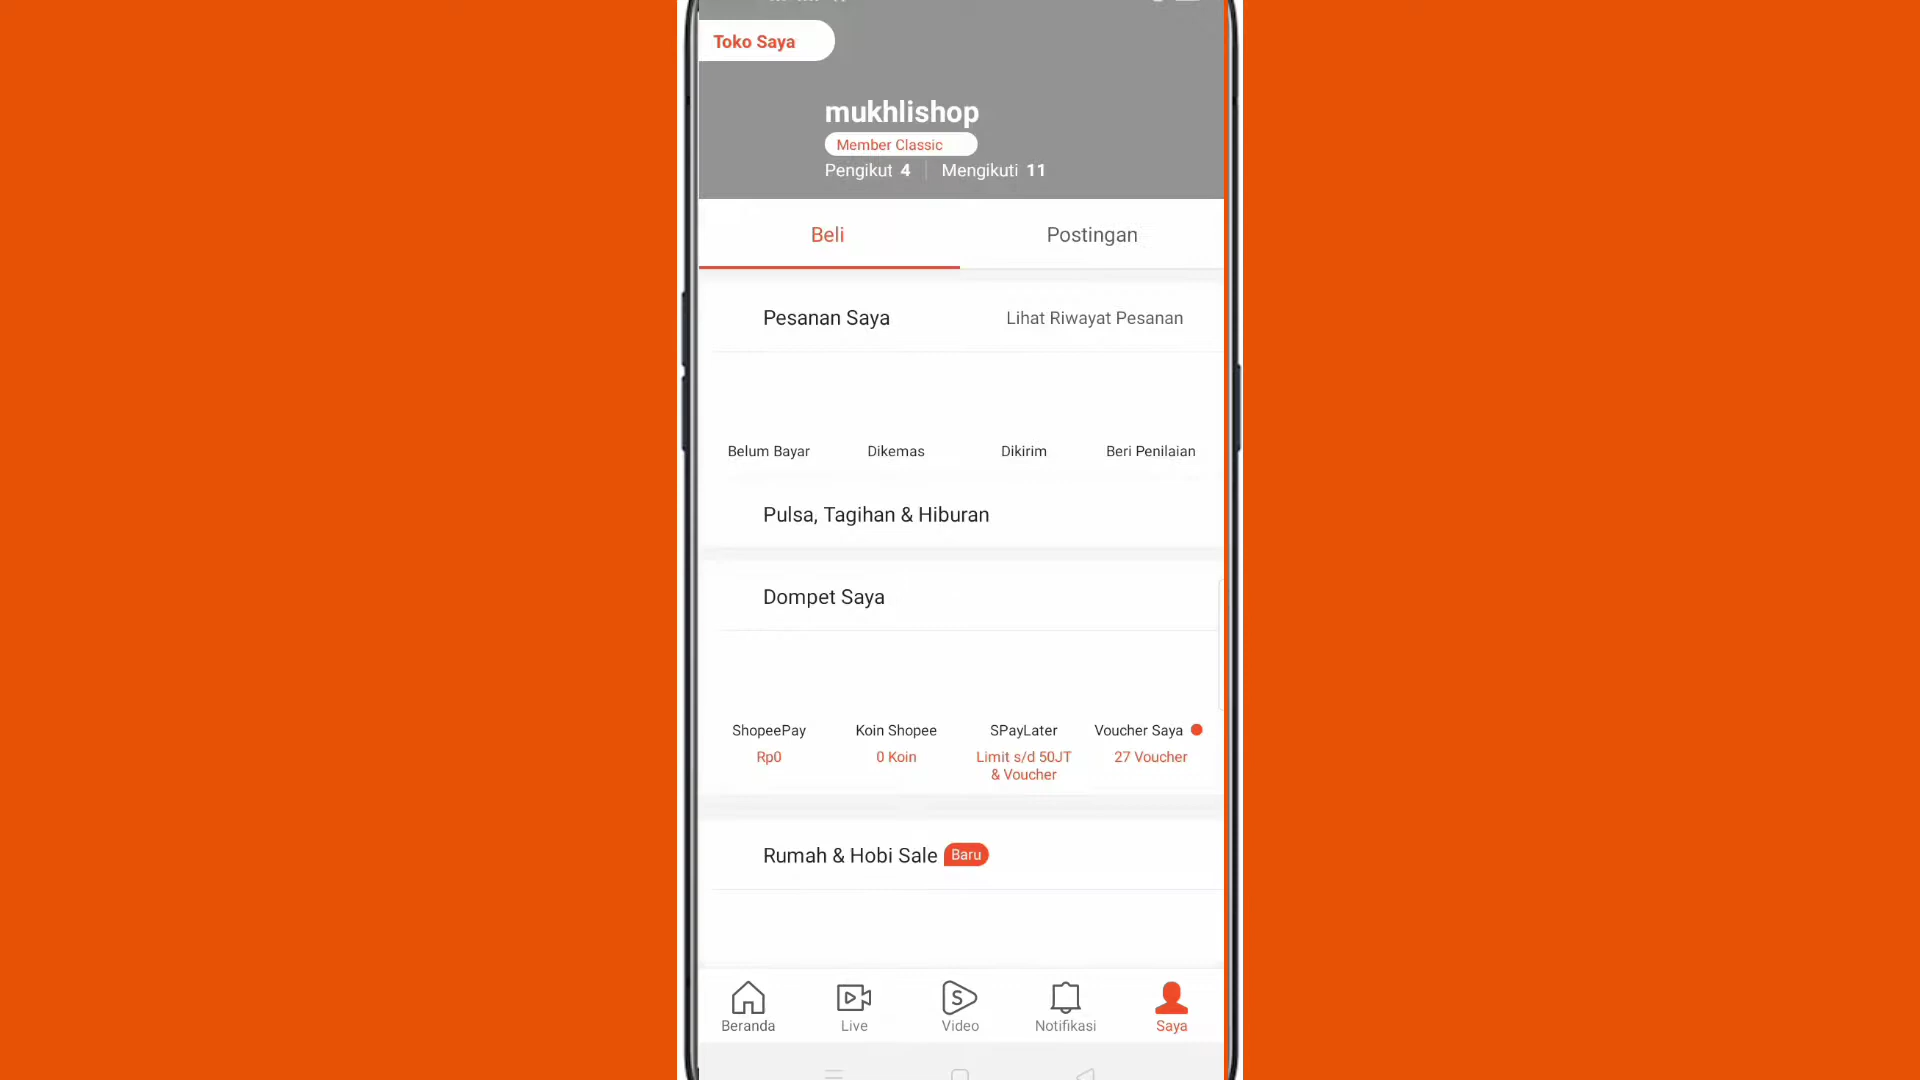 Toko Saya
mukhlishop
Member Classic
Pengikut 4 Mengikuti 11
Beli Postingan
Pesanan Saya Lihat Riwayat Pesanan
Belum Bayar Dikemas Dikirim Beri Penilaian
Pulsa, Tagihan & Hiburan
Dompet Saya
ShopeePay Koin Shopee SPayLater Voucher Saya
Rp0 0 Koin Limit s/d 50JT 27 Voucher
& Voucher
Rumah & Hobi Sale Baru
Beranda Live Video Notifikasi Saya